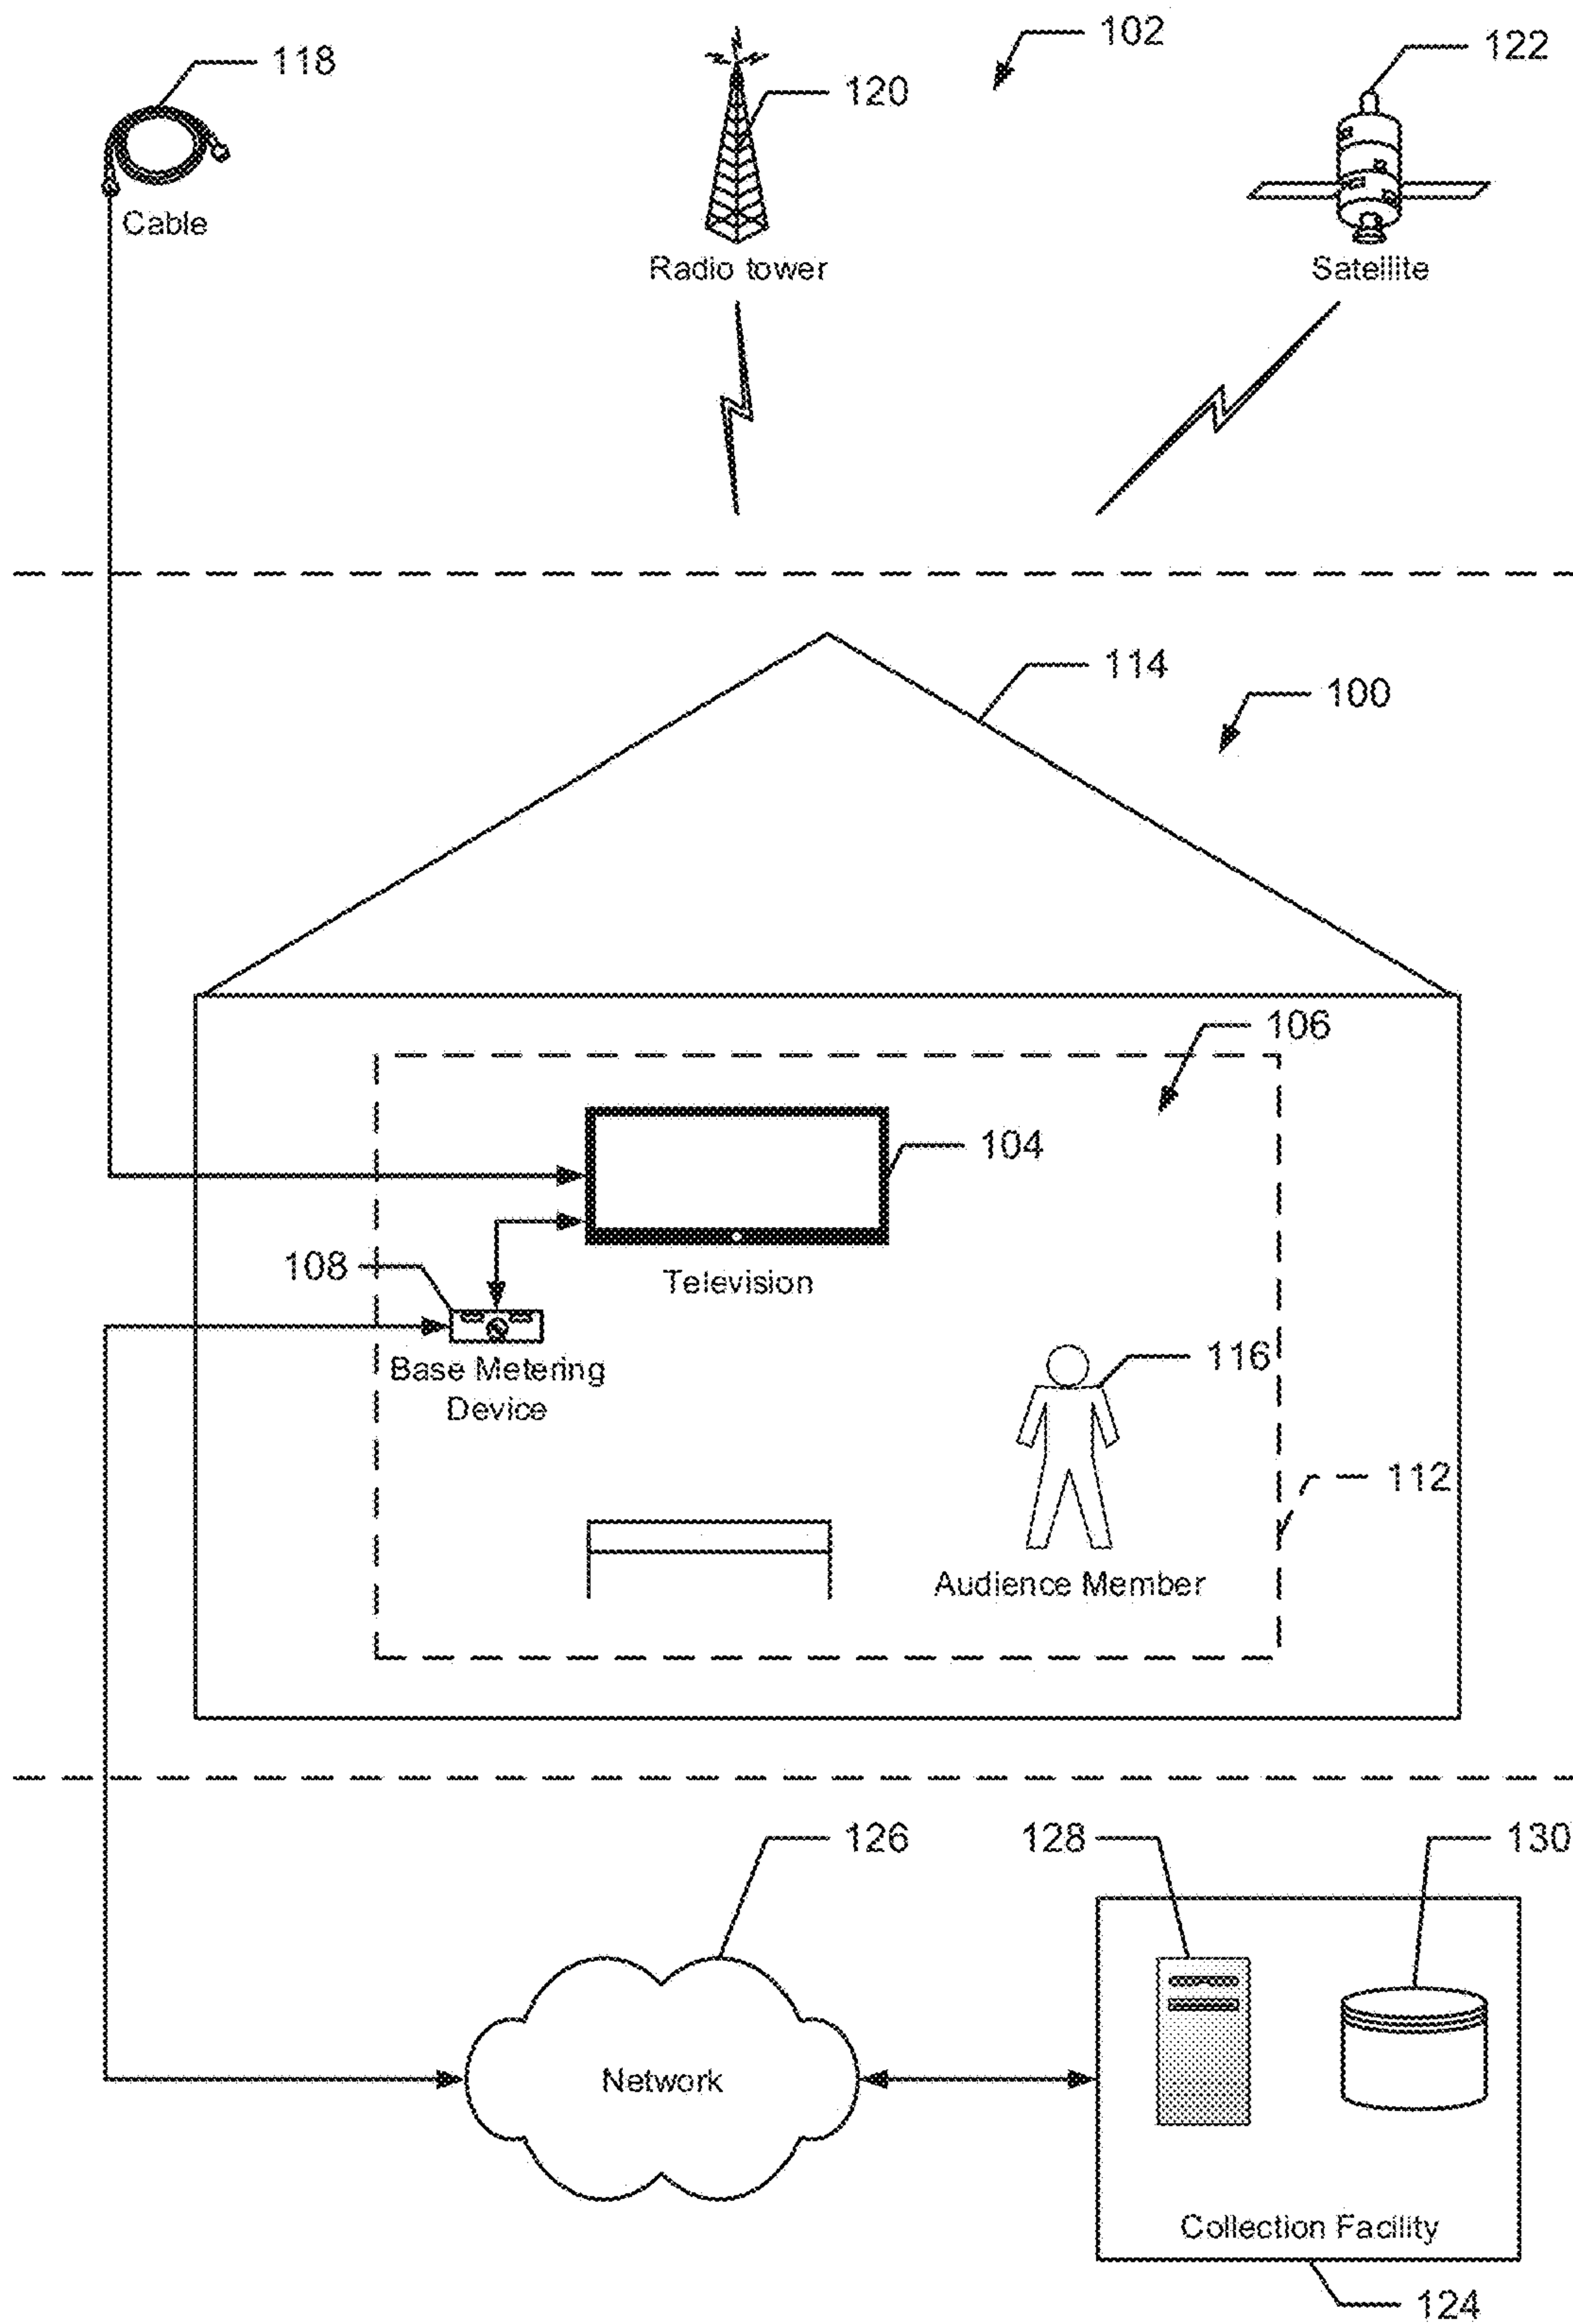 118
120
102
122
Cable
Radio tower
Satellite
114
100
106
104
108
Television
Base Metering
Device
116
112
Audience Member
126
128
130
Network
Collection Facility
124